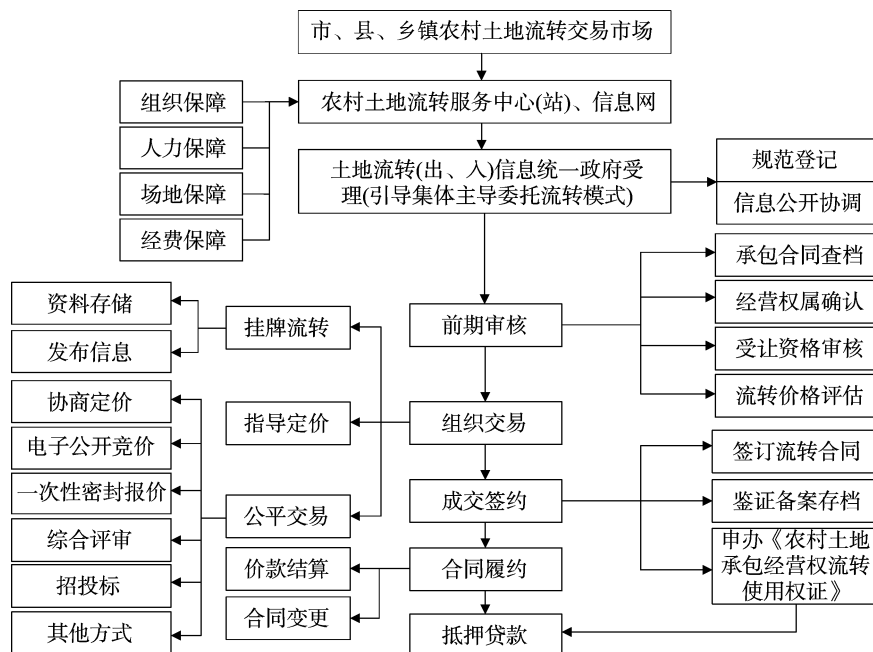 市、县、乡镇农村土地流转交易市场
组织保障
农村土地流转服务中心(站)、信息网
人力保障
场地保障
经费保障
土地流转(出、入)信息统一政府受
理(引导集体主导委托流转模式)
规范登记
信息公开协调
承包合同查档
经营权属确认
受让资格审核
流转价格评估
前期审核
挂牌流转
资料存储
发布信息
组织交易
指导定价
协商定价
电子公开竞价
一次性密封报价
综合评审
招投标
其他方式
公平交易
成交签约
签订流转合同
鉴证备案存档
申办《农村土地
承包经营权流转
使用权证》
合同履约
价款结算
合同变更
抵押贷款